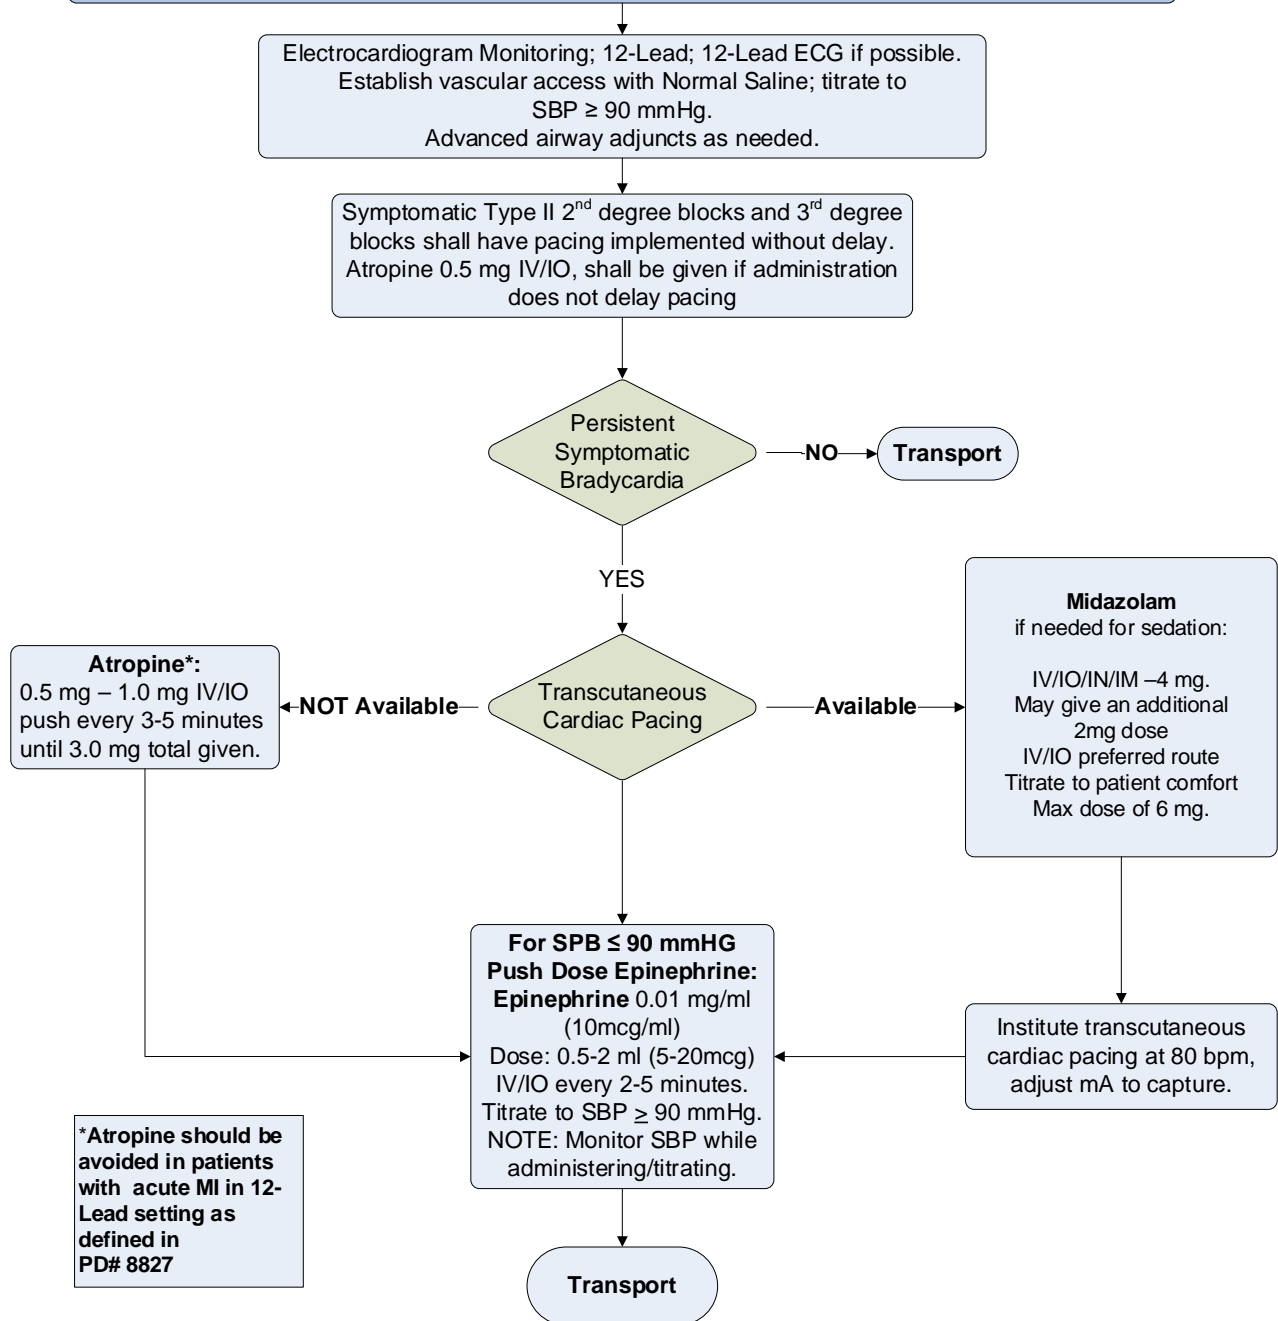 Electrocardiogram Monitoring; 12-Lead; 12-Lead ECG if possible.
Establish vascular access with Normal Saline; titrate to
SBP ≥ 90 mmHg.
Advanced airway adjuncts as needed.
Symptomatic Type II 2nd degree blocks and 3rd degree
blocks shall have pacing implemented without delay.
Atropine 0.5 mg IV/IO, shall be given if administration
does not delay pacing
Persistent
Symptomatic
Bradycardia
NO
Transport
YES
Midazolam
if needed for sedation:
IV/IO/IN/IM –4 mg.
May give an additional
2mg dose
IV/IO preferred route
Titrate to patient comfort
Max dose of 6 mg.
Atropine*:
0.5 mg – 1.0 mg IV/IO
push every 3-5 minutes
until 3.0 mg total given.
NOT Available
Transcutaneous
Cardiac Pacing
Available
For SPB ≤ 90 mmHG
Push Dose Epinephrine:
Epinephrine 0.01 mg/ml
(10mcg/ml)
Dose: 0.5-2 ml (5-20mcg)
IV/IO every 2-5 minutes.
Titrate to SBP ≥ 90 mmHg.
NOTE: Monitor SBP while
administering/titrating.
Institute transcutaneous
cardiac pacing at 80 bpm,
adjust mA to capture.
*Atropine should be
avoided in patients
with acute MI in 12-
Lead setting as
defined in
PD# 8827
Transport